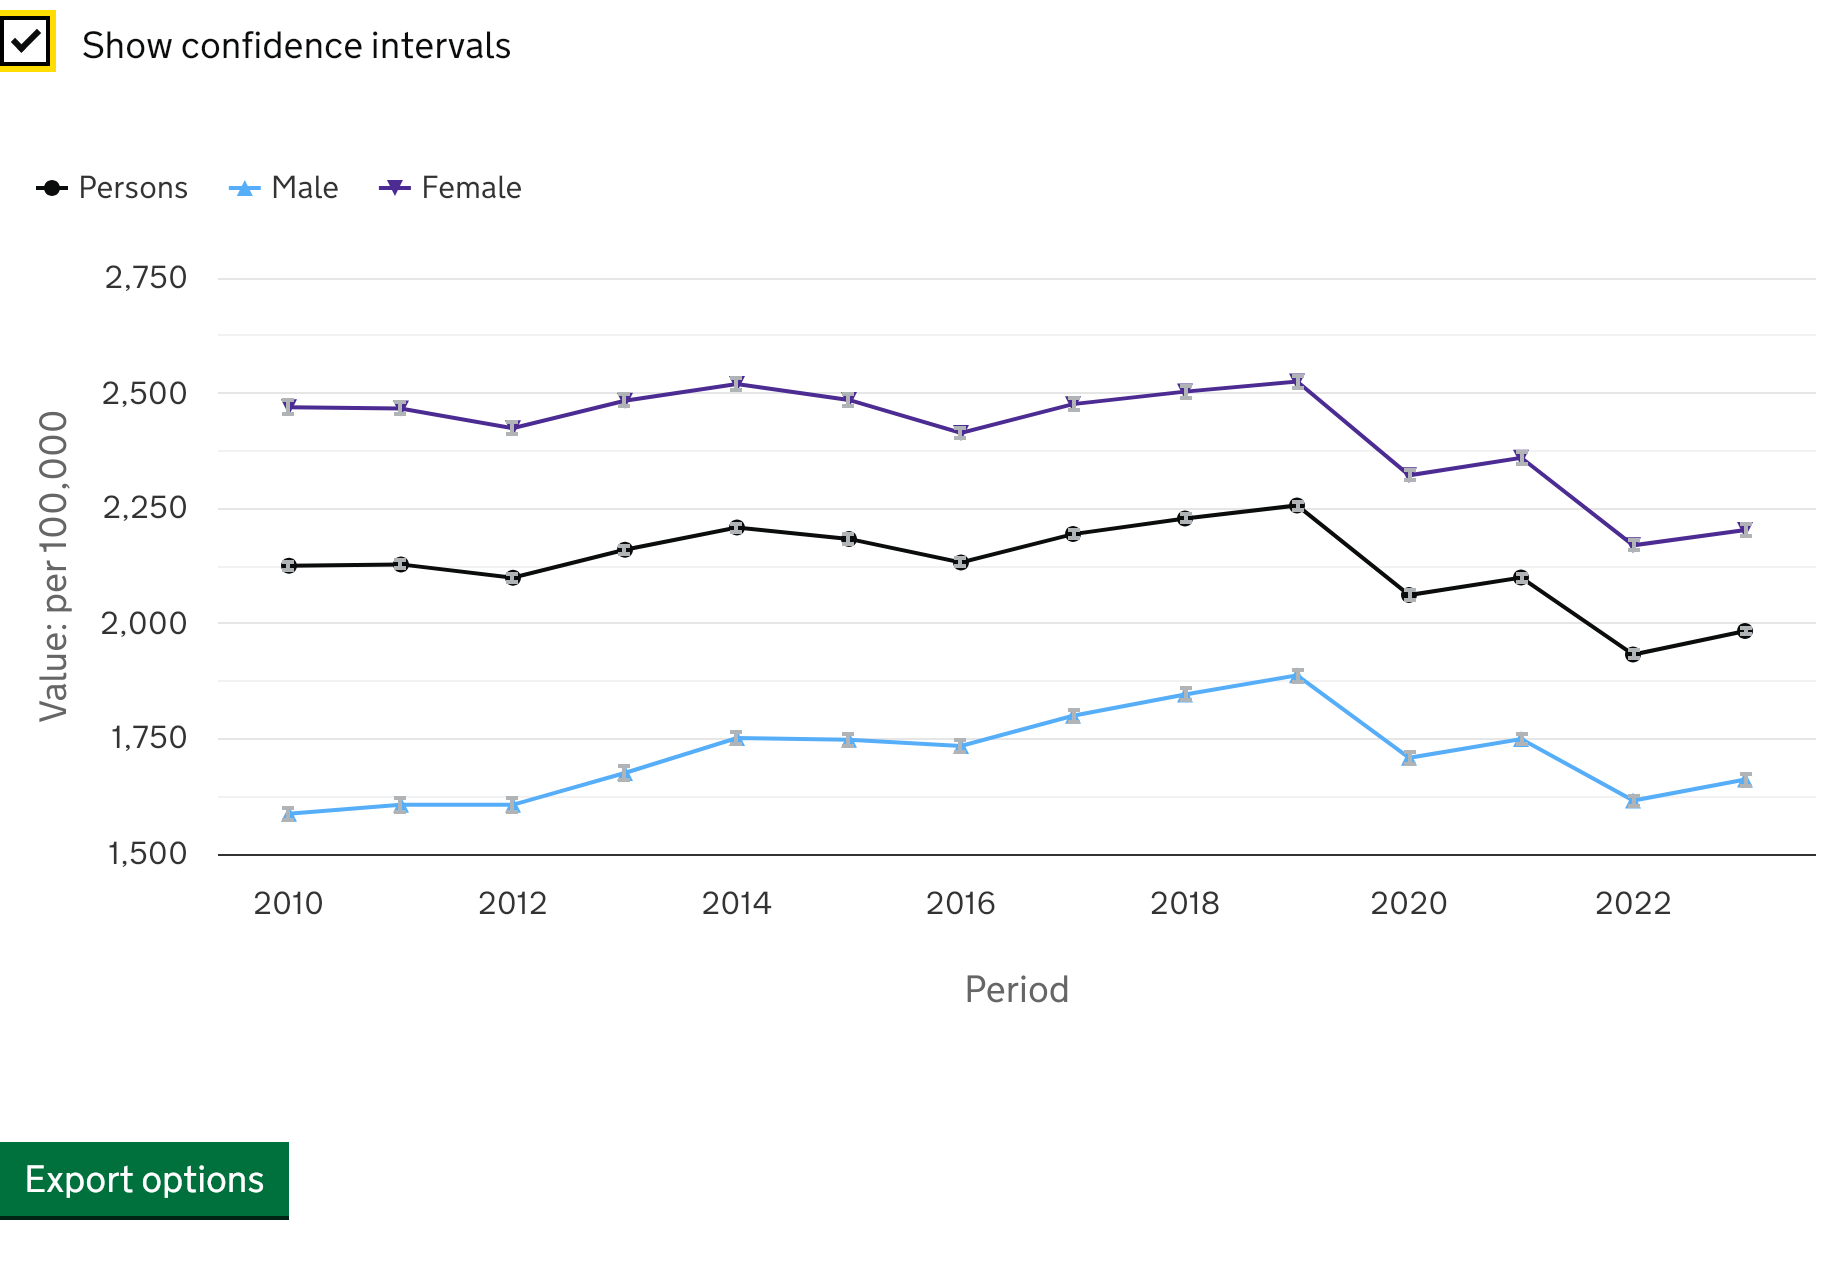 Show confidence intervals
Persons Male Female
2,750
2,500
2,250
2,000
1,750
1,500
Value: per 100,000
2010 2012 2014 2016 2018 2020 2022
Period
Export options